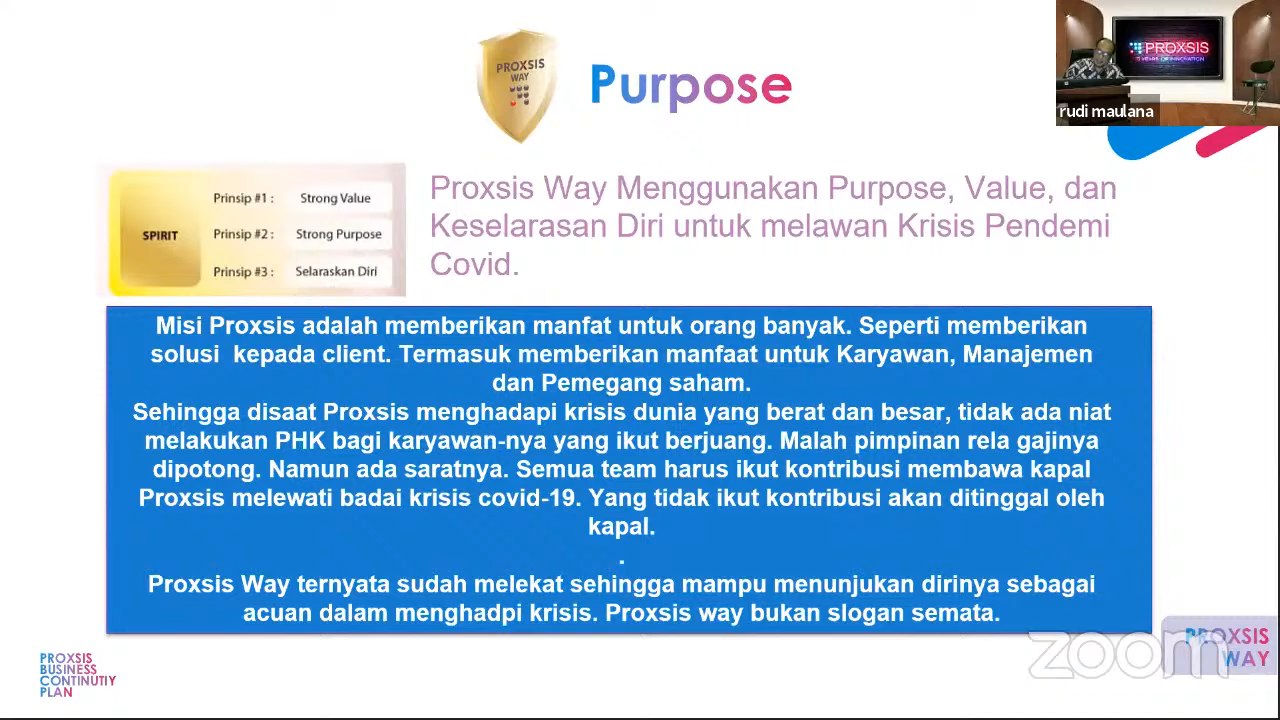 PROXSIS
WAY
Purpose
PROXSIS
rudi maulana
SPIRIT
Prinsip #1 :
Strong Value
Prinsip #2 :
Strong Purpose
Prinsip #3 :
Selaraskan Diri
Proxsis Way Menggunakan Purpose, Value, dan
Keselarasan Diri untuk melawan Krisis Pendemi
Covid.
Misi Proxsis adalah memberikan manfat untuk orang banyak. Seperti memberikan
solusi kepada client. Termasuk memberikan manfaat untuk Karyawan, Manajemen
dan Pemegang saham.
Sehingga disaat Proxsis menghadapi krisis dunia yang berat dan besar, tidak ada niat
melakukan PHK bagi karyawan-nya yang ikut berjuang. Malah pimpinan rela gajinya
dipotong. Namun ada saratnya. Semua team harus ikut kontribusi membawa kapal
Proxsis melewati badai krisis covid-19. Yang tidak ikut kontribusi akan ditinggal oleh
kapal.
.
Proxsis Way ternyata sudah melekat sehingga mampu menunjukan dirinya sebagai
acuan dalam menghadpi krisis. Proxsis way bukan slogan semata.
PROXSIS
BUSINESS
CONTINUTIY
PLAN
zoom
PROXSIS
WAY